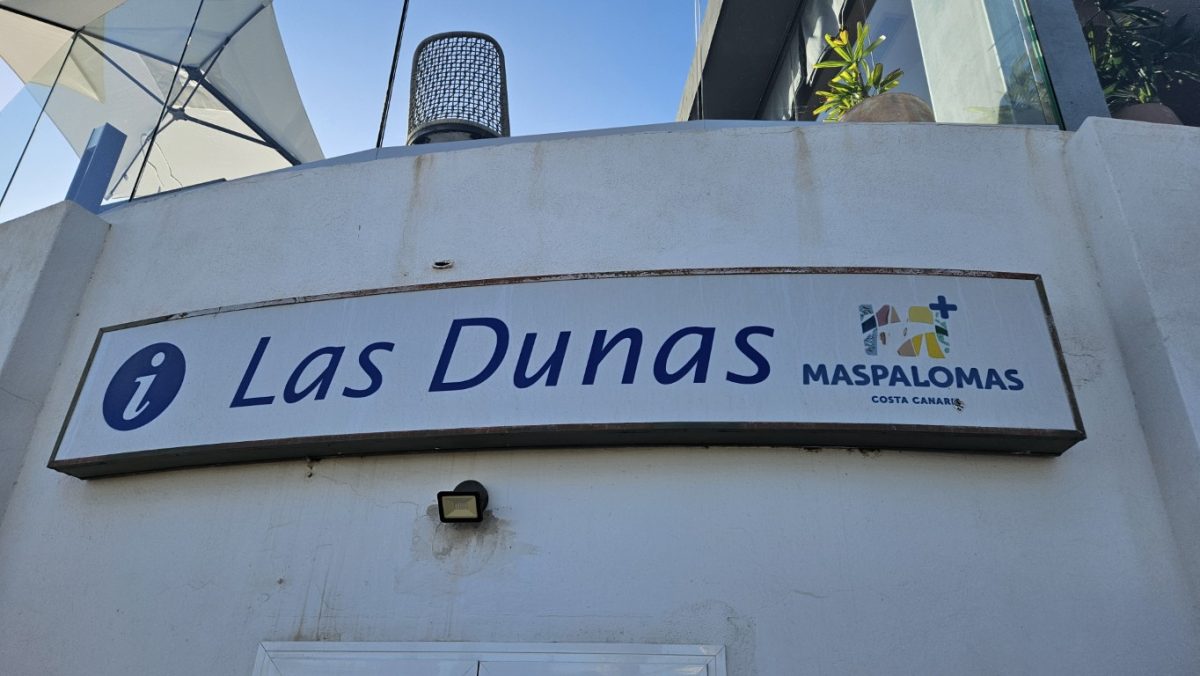 i Las Dunas
M+
MASPALOMAS
COSTA CANARIA